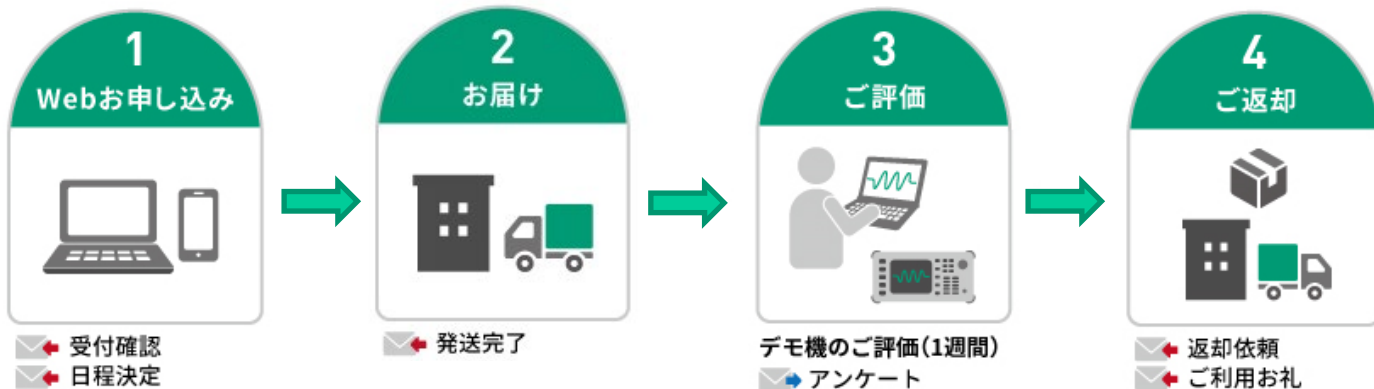 1
Webお申し込み
受付確認
日程決定
2
お届け
発送完了
3
ご評価
デモ機のご評価(1週間)
アンケート
4
ご返却
返却依頼
ご利用お礼